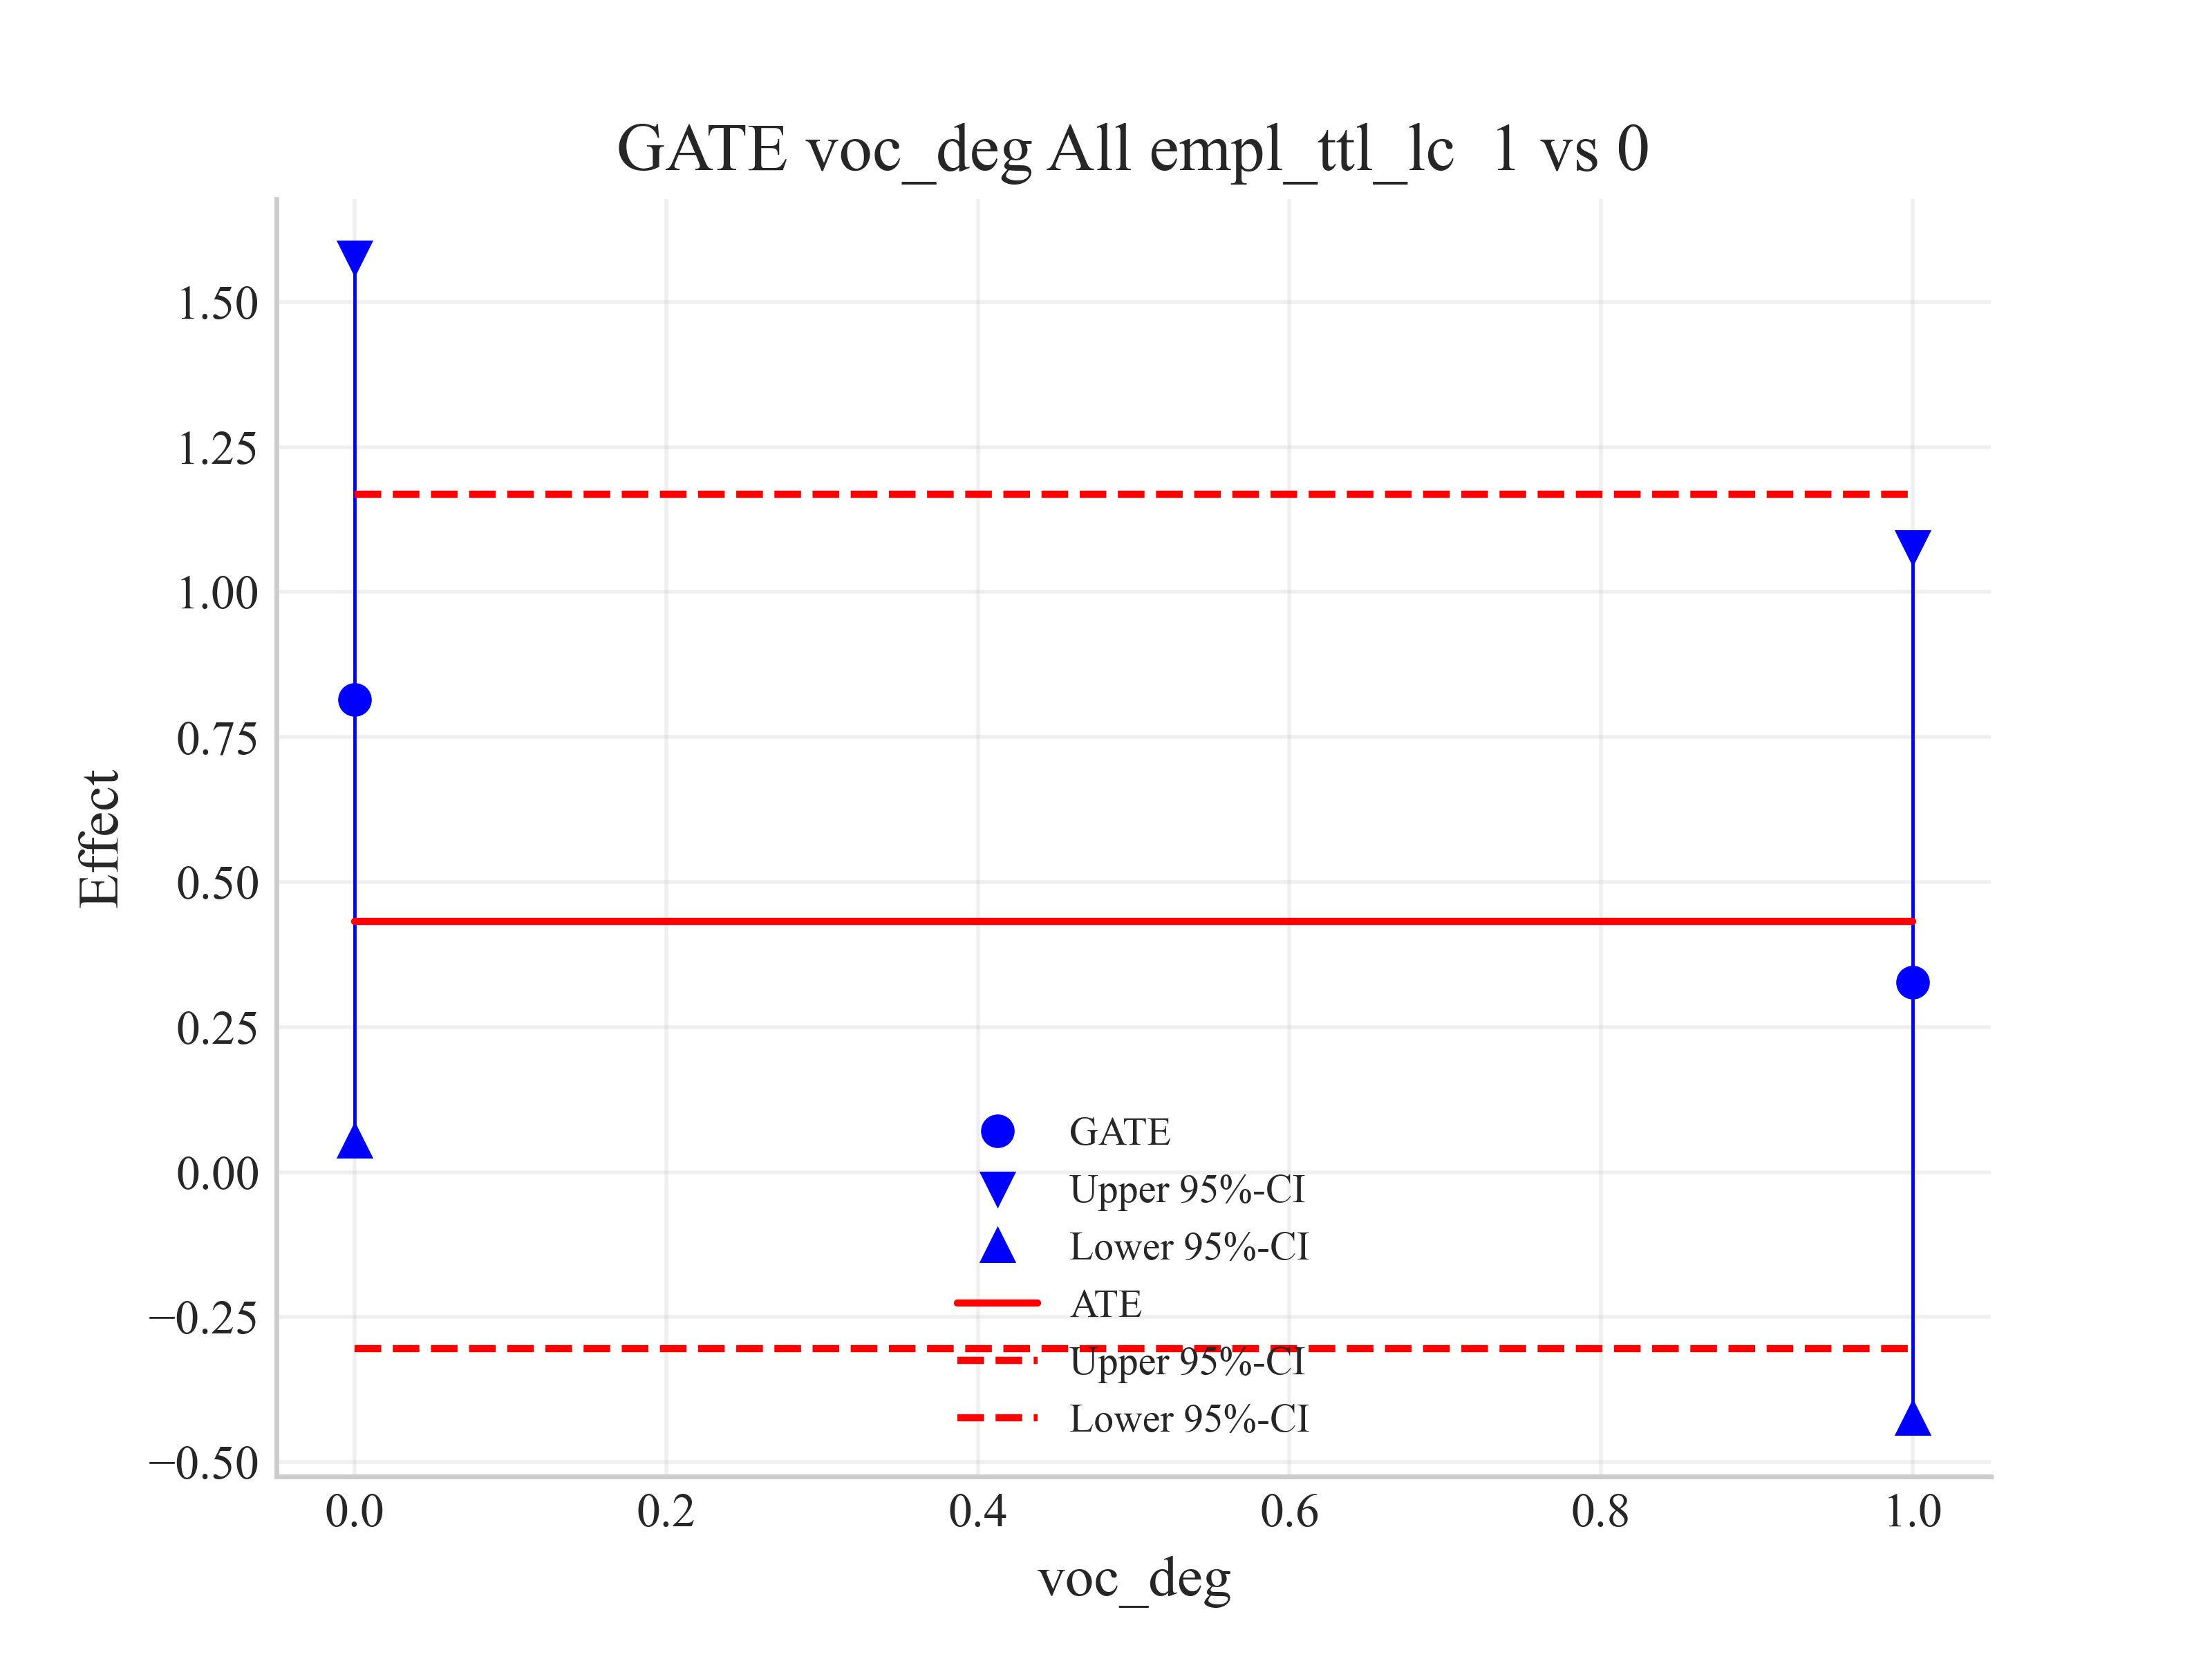 GATE voc_deg All empl_ttl_lc  1 vs 0
Effect
1.50
1.25
1.00
0.75
0.50
0.25
0.00
−0.25
−0.50
GATE
Upper 95%-CI
Lower 95%-CI
ATE
Upper 95%-CI
Lower 95%-CI
0.0 0.2 0.4 0.6 0.8 1.0
voc_deg